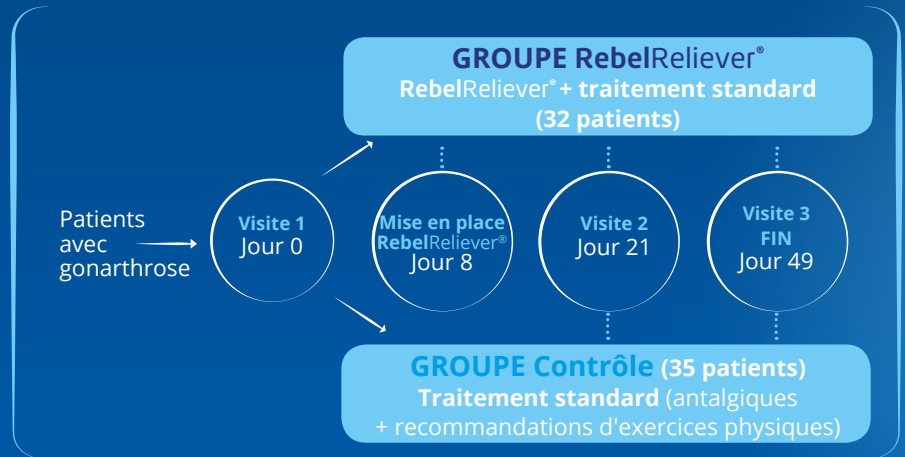 GROUPE RebelReliever®
RebelReliever® + traitement standard
(32 patients)
Patients
avec
gonarthrose
Visite 1
Jour 0
Mise en place
RebelReliever®
Jour 8
Visite 2
Jour 21
Visite 3
FIN
Jour 49
GROUPE Contrôle (35 patients)
Traitement standard (antalgiques
+ recommandations d'exercices physiques)